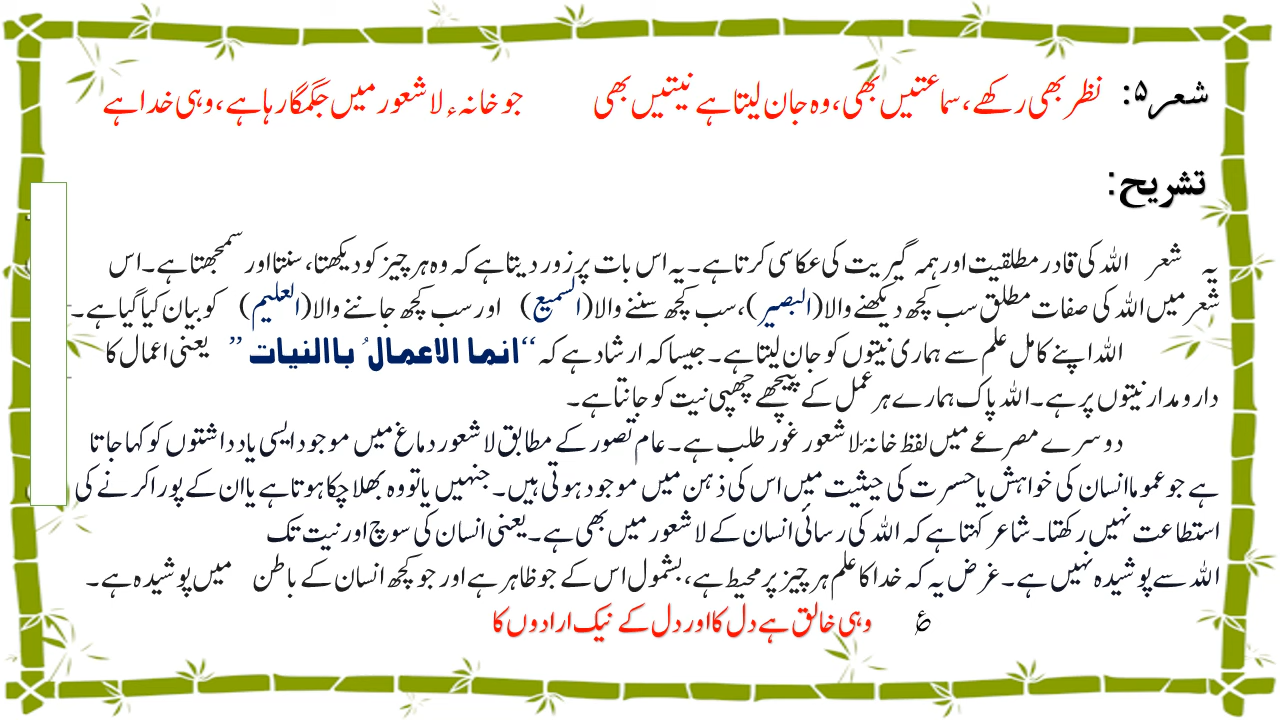 شعر۵: نظر بھی رکھے، سماعتیں بھی، وہ جان لیتا ہے نیتیں بھی جو خانہء لا شعور میں جگمگا رہا ہے، وہی خدا ہے
تشریح:
یہ شعر اللہ کی قادر مطلقیت اور ہمہ گیریت کی عکاسی کرتا ہے۔ یہ اس بات پر زور دیتا ہے کہ وہ ہر چیز کو دیکھتا، سنتا اور سمجھتا ہے۔ اس
شعر میں اللہ کی صفات مطلق سب کچھ دیکھنے والا (البصیر)، سب کچھ سننے والا (السمیع) اور سب کچھ جاننے والا (العلیم) کو بیان کیا گیا ہے۔
اللہ اپنے کامل علم سے ہماری نیتوں کو جان لیتا ہے۔ جیسا کہ ارشاد ہے کہ “انما الاعمالُ باالنیات” یعنی اعمال کا
دارومدار نیتوں پر ہے۔ اللہ پاک ہمارے ہر عمل کے پیچھے چھپی نیت کو جانتا ہے۔
دوسرے مصرعے میں لفظ خانۂ لا شعور غور طلب ہے۔ عام تصور کے مطابق لا شعور دماغ میں موجود ایسی یادداشتوں کو کہا جاتا
ہے جو عموما انسان کی خواہش یا حسرت کی حیثیت میں اس کی ذہن میں موجود ہوتی ہیں۔ جنہیں یا تو وہ بھلا چکا ہوتا ہے یا ان کے پورا کرنے کی
استطاعت نہیں رکھتا۔ شاعر کہتا ہے کہ اللہ کی رسائی انسان کے لا شعور میں بھی ہے۔ یعنی انسان کی سوچ اور نیت تک
اللہ سے پوشیدہ نہیں ہے۔ غرض یہ کہ خدا کا علم ہر چیز پر محیط ہے، بشمول اس کے جو ظاہر ہے اور جو کچھ انسان کے باطن میں پوشیدہ ہے۔
؏ وہی خالق ہے دل کا اور دل کے نیک ارادوں کا